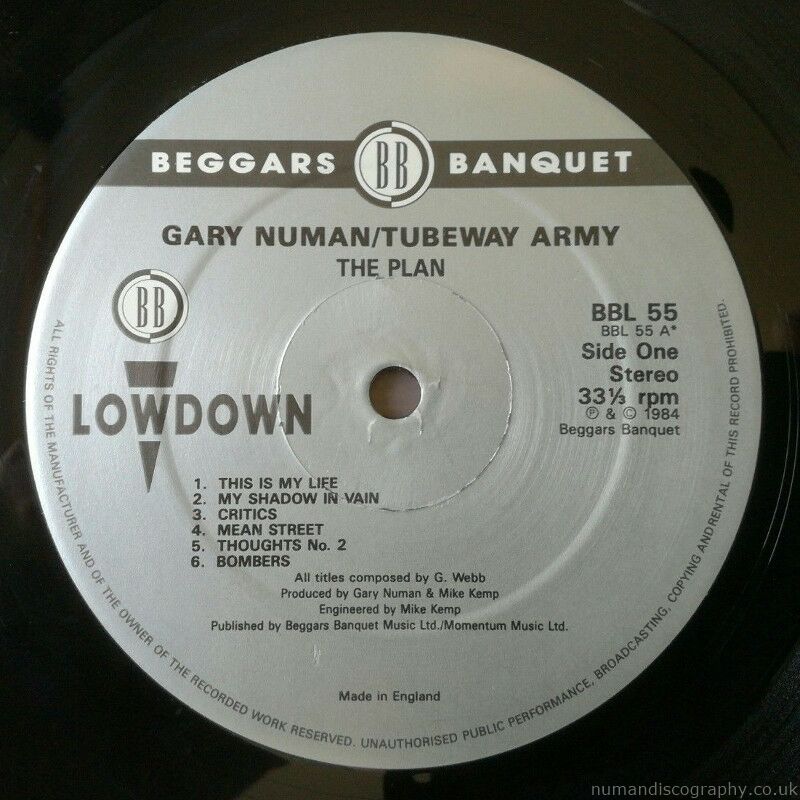 BEGGARS BB BANQUET
GARY NUMAN/TUBEWAY ARMY
THE PLAN
BB
LOWDOWN
BBL 55
BBL 55 A*
Side One
Stereo
33⅓ rpm
℗ & © 1984
Beggars Banquet
1. THIS IS MY LIFE
2. MY SHADOW IN VAIN
3. CRITICS
4. MEAN STREET
5. THOUGHTS No. 2
6. BOMBERS
All titles composed by G. Webb
Produced by Gary Numan & Mike Kemp
Engineered by Mike Kemp
Published by Beggars Banquet Music Ltd./Momentum Music Ltd.
Made in England
ALL RIGHTS OF THE MANUFACTURER AND OF THE OWNER OF THE RECORDED WORK RESERVED. UNAUTHORISED PUBLIC PERFORMANCE, BROADCASTING, COPYING AND RENTAL OF THIS RECORD PROHIBITED.
numandiscography.co.uk